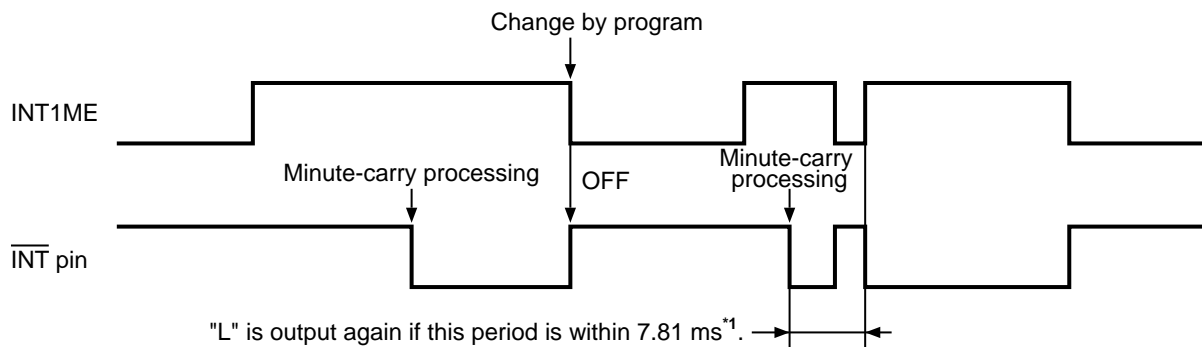 Change by program
INT1ME
Minute-carry processing
OFF
Minute-carry
processing
INT pin
"L" is output again if this period is within 7.81 ms*1.